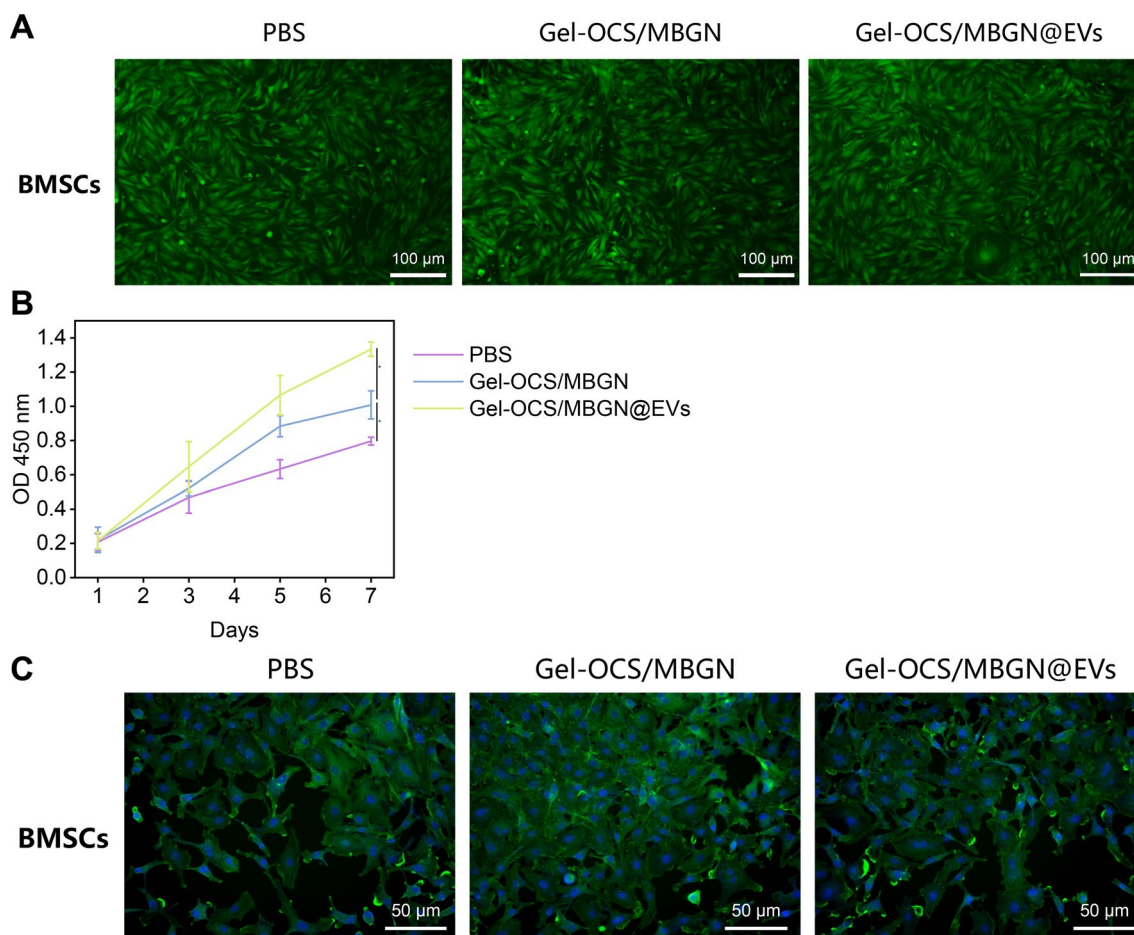 A
PBS
Gel-OCS/MBGN
Gel-OCS/MBGN@EVs
BMSCs
100 µm
100 µm
100 µm
B
OD 450 nm
1.4
1.2
1.0
0.8
0.6
0.4
0.2
0.0
1 2 3 4 5 6 7
Days
PBS
Gel-OCS/MBGN
Gel-OCS/MBGN@EVs
C
PBS
Gel-OCS/MBGN
Gel-OCS/MBGN@EVs
BMSCs
50 µm
50 µm
50 µm